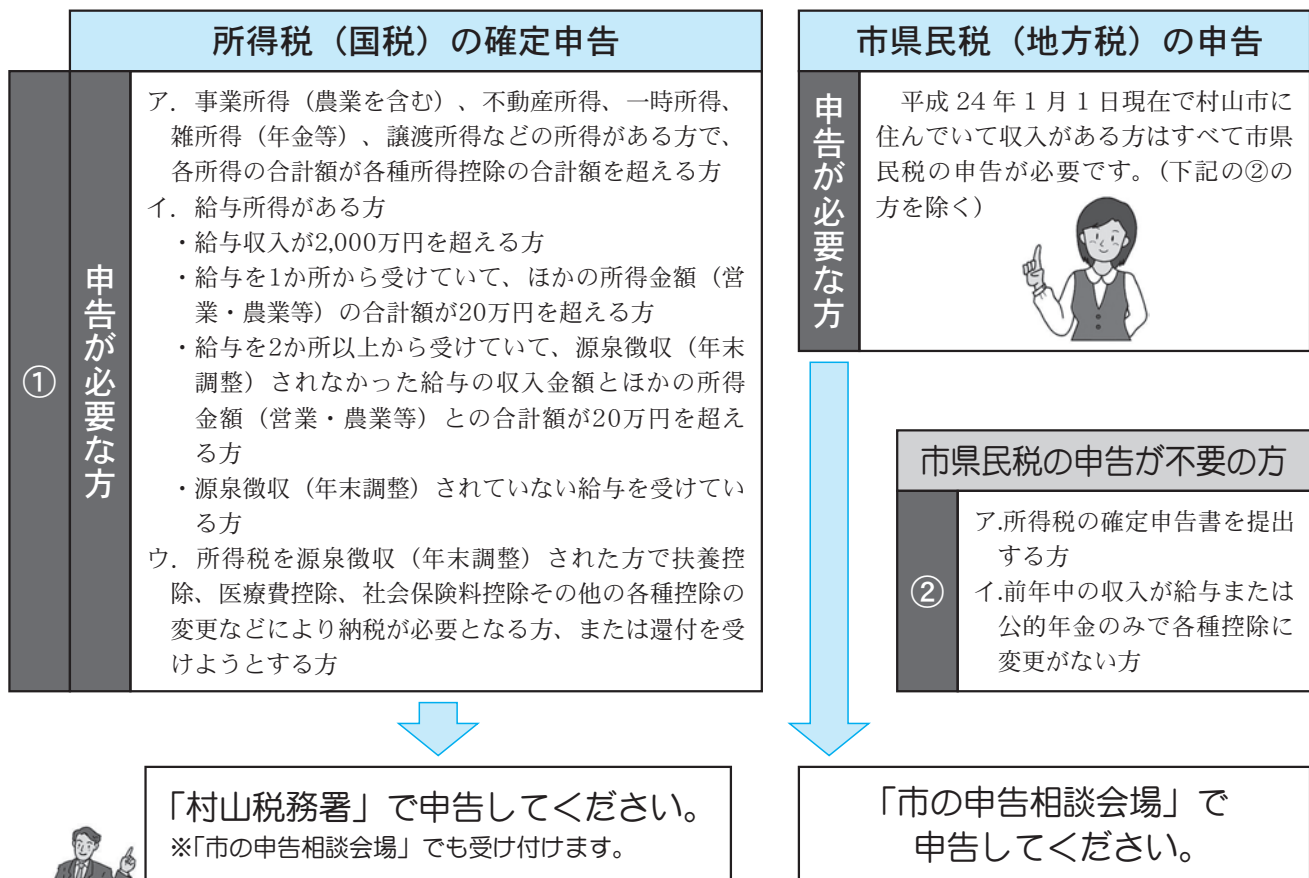 所得税（国税）の確定申告
①
申告が必要な方
ア．事業所得（農業を含む）、不動産所得、一時所得、
雑所得（年金等）、譲渡所得などの所得がある方で、
各所得の合計額が各種所得控除の合計額を超える方
イ．給与所得がある方
・給与収入が2,000万円を超える方
・給与を1か所から受けていて、ほかの所得金額（営
業・農業等）の合計額が20万円を超える方
・給与を2か所以上から受けていて、源泉徴収（年末
調整）されなかった給与の収入金額とほかの所得
金額（営業・農業等）との合計額が20万円を超え
る方
・源泉徴収（年末調整）されていない給与を受けてい
る方
ウ．所得税を源泉徴収（年末調整）された方で扶養控
除、医療費控除、社会保険料控除その他の各種控除の
変更などにより納税が必要となる方、または還付を受
けようとする方
「村山税務署」で申告してください。
※「市の申告相談会場」でも受け付けます。
市県民税（地方税）の申告
申告が必要な方
平成 24 年 1 月 1 日現在で村山市に
住んでいて収入がある方はすべて市県
民税の申告が必要です。（下記の②の
方を除く）
市県民税の申告が不要の方
②
ア.所得税の確定申告書を提出
する方
イ.前年中の収入が給与または
公的年金のみで各種控除に
変更がない方
「市の申告相談会場」で
申告してください。